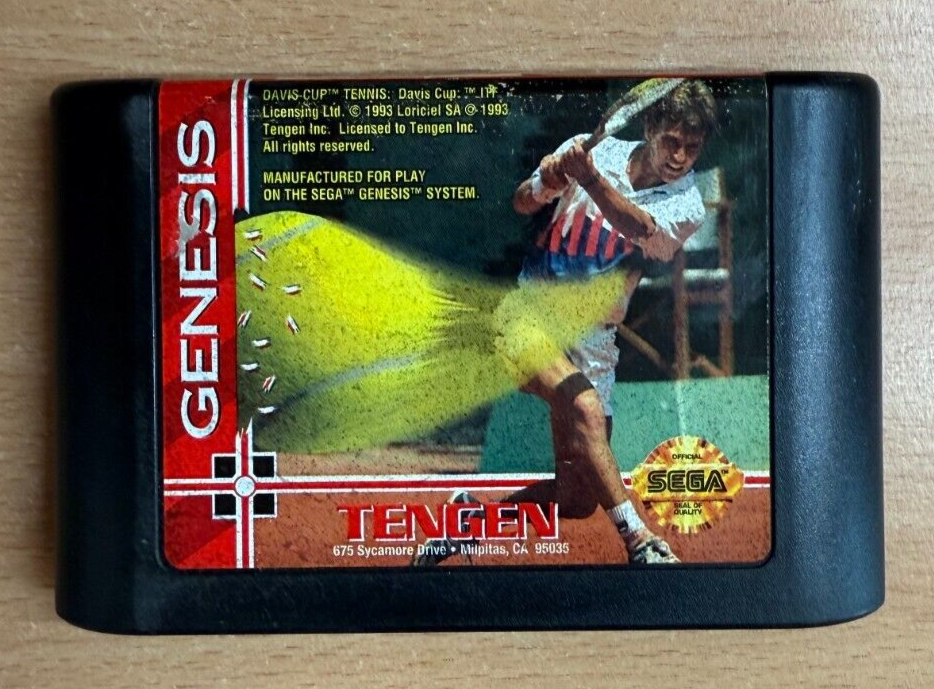 DAVIS CUP™ TENNIS: Davis Cup: ™ ITF
Licensing Ltd. © 1993 Loriciel SA © 1993
Tengen Inc. Licensed to Tengen Inc.
All rights reserved.
MANUFACTURED FOR PLAY
ON THE SEGA™ GENESIS™ SYSTEM.
GENESIS
OFFICIAL
SEGA™
SEAL OF
QUALITY
TENGEN
675 Sycamore Drive • Milpitas, CA 95035